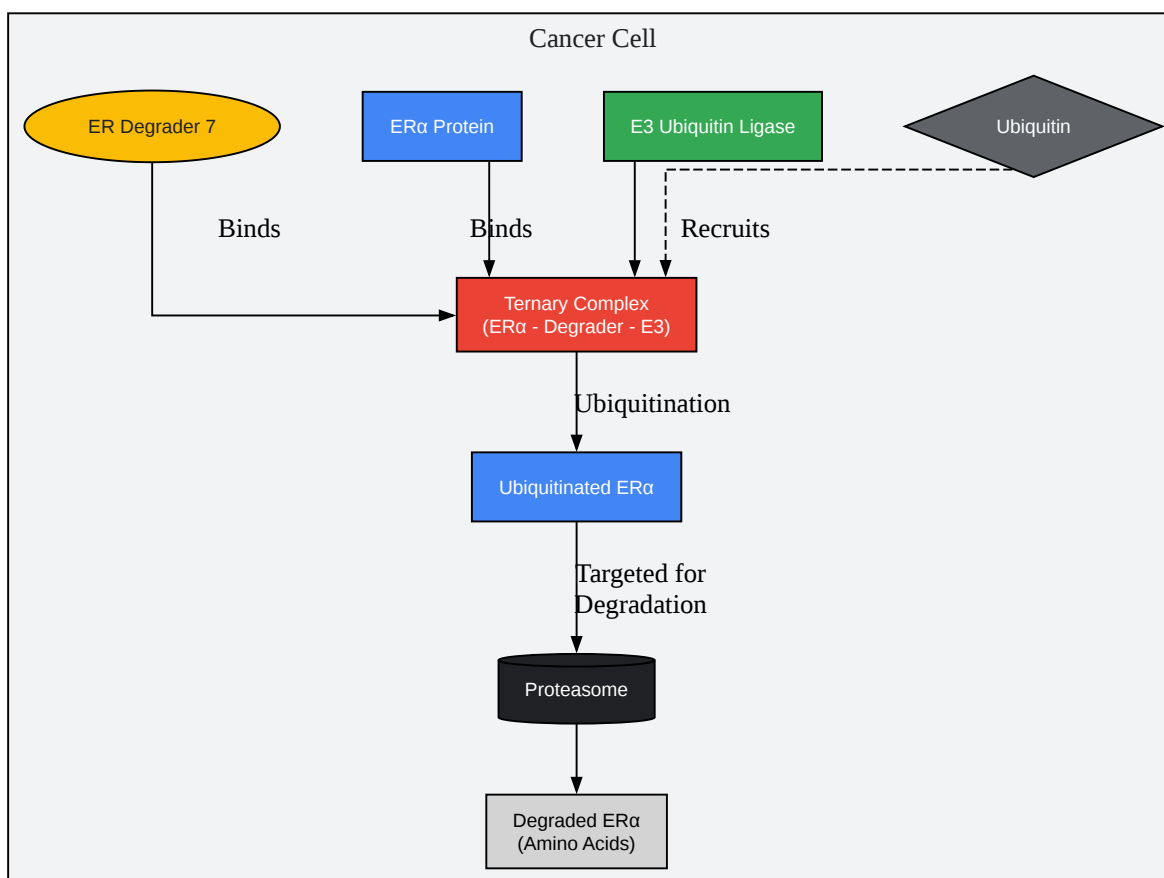 Cancer Cell
ER Degrader 7
ERα Protein
E3 Ubiquitin Ligase
Ubiquitin
Binds
Binds
Recruits
Ternary Complex
(ERα - Degrader - E3)
Ubiquitination
Ubiquitinated ERα
Targeted for
Degradation
Proteasome
Degraded ERα
(Amino Acids)